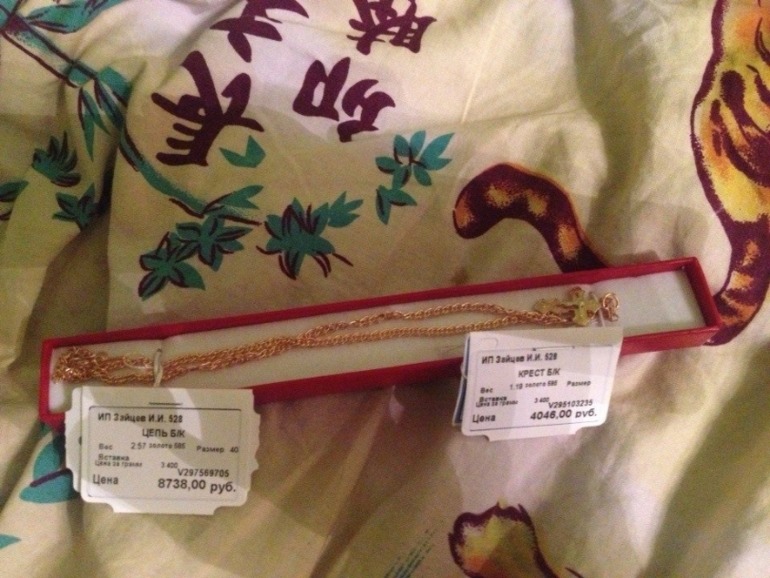 ИП Зайцев И.И. 528
ЦЕПЬ Б/К
Вес 2.57 золото 585 Размер 40
Вставка
Цена за грамм 3 400
V297569705
Цена 8738,00 руб.
ИП Зайцев И.И. 528
КРЕСТ Б/К
Вес 1.19 золото 585 Размер
Вставка
Цена за грамм 3 400
V295103235
Цена 4046,00 руб.